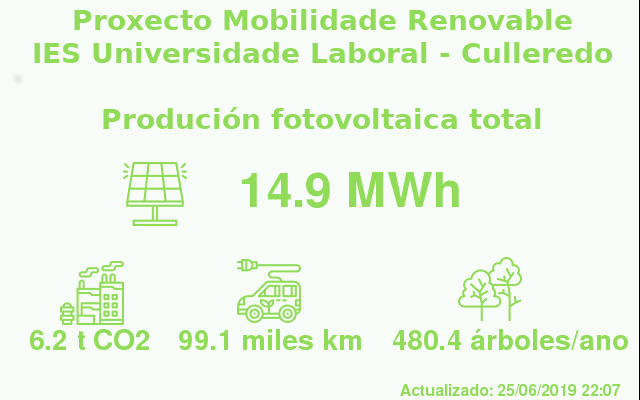 Proxecto Mobilidade Renovable
IES Universidade Laboral - Culleredo
Produción fotovoltaica total
14.9 MWh
6.2 t CO2
99.1 miles km
480.4 árboles/ano
Actualizado: 25/06/2019 22:07